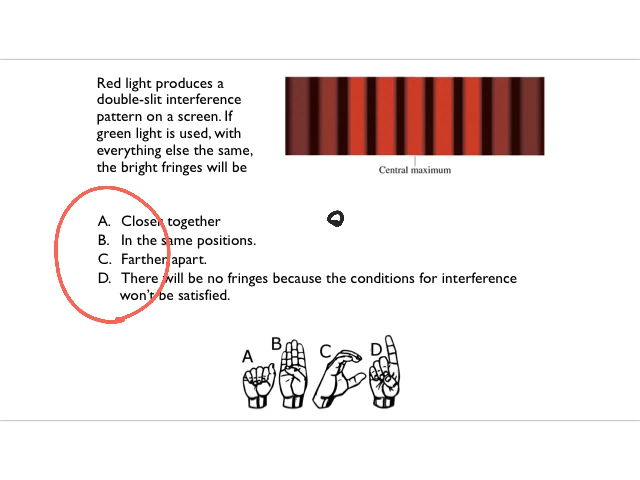 Red light produces a
double-slit interference
pattern on a screen. If
green light is used, with
everything else the same,
the bright fringes will be
Central maximum
A. Closer together
B. In the same positions.
C. Farther apart.
D. There will be no fringes because the conditions for interference
won't be satisfied.
A B C D